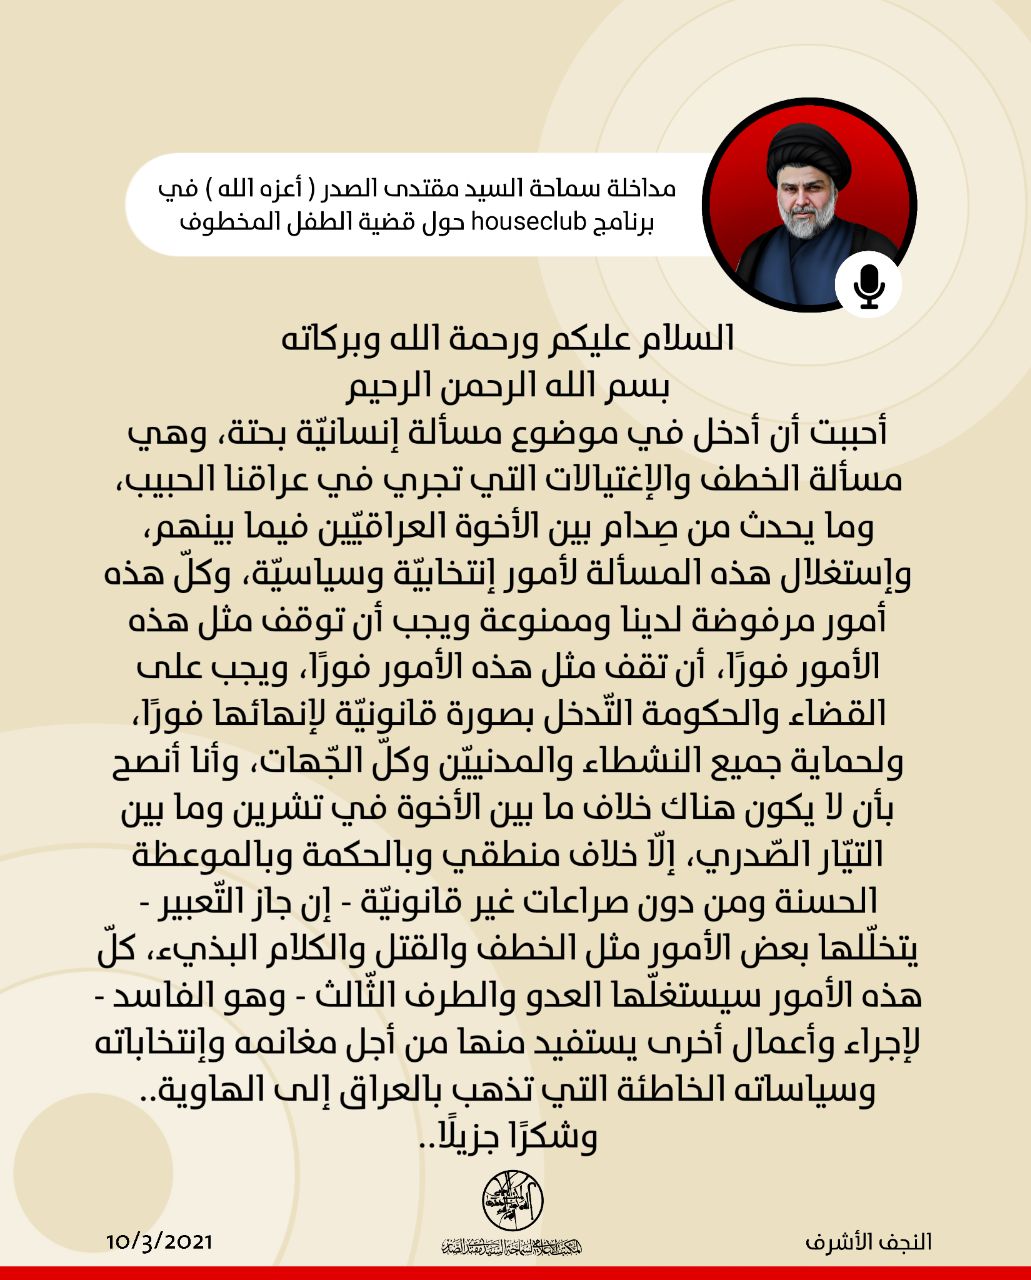 مداخلة سماحة السيد مقتدى الصدر ( أعزه الله ) في
برنامج houseclub حول قضية الطفل المخطوف
السلام عليكم ورحمة الله وبركاته
بسم الله الرحمن الرحيم
أحببت أن أدخل في موضوع مسألة إنسانيّة بحتة، وهي
مسألة الخطف والإغتيالات التي تجري في عراقنا الحبيب،
وما يحدث من صِدام بين الأخوة العراقيّين فيما بينهم،
وإستغلال هذه المسألة لأمور إنتخابيّة وسياسيّة، وكلّ هذه
أمور مرفوضة لدينا وممنوعة ويجب أن توقف مثل هذه
الأمور فورًا، أن تقف مثل هذه الأمور فورًا، ويجب على
القضاء والحكومة التّدخل بصورة قانونيّة لإنهائها فورًا،
ولحماية جميع النشطاء والمدنييّن وكلّ الجّهات، وأنا أنصح
بأن لا يكون هناك خلاف ما بين الأخوة في تشرين وما بين
التيّار الصّدري، إلّا خلاف منطقي وبالحكمة وبالموعظة
الحسنة ومن دون صراعات غير قانونيّة - إن جاز التّعبير -
يتخلّلها بعض الأمور مثل الخطف والقتل والكلام البذيء، كلّ
هذه الأمور سيستغلّها العدو والطرف الثّالث - وهو الفاسد -
لإجراء وأعمال أخرى يستفيد منها من أجل مغانمه وإنتخاباته
وسياساته الخاطئة التي تذهب بالعراق إلى الهاوية..
وشكرًا جزيلًا..
المكتب الإعلامي لسماحة السيد مقتدى الصدر
النجف الأشرف
10/3/2021